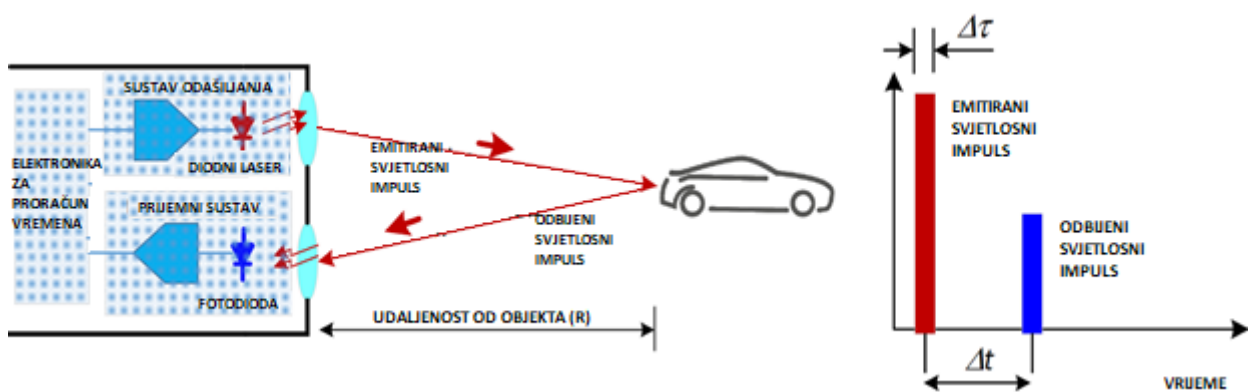 SUSTAV ODAŠILJANJA
DIODNI LASER
ELEKTRONIKA
ZA
PRORAČUN
VREMENA
PRIJEMNI SUSTAV
FOTODIODA
EMITIRANI
SVJETLOSNI
IMPULS
ODBIJENI
SVJETLOSNI
IMPULS
UDALJENOST OD OBJEKTA (R)
Δτ
EMITIRANI
SVJETLOSNI
IMPULS
ODBIJENI
SVJETLOSNI
IMPULS
Δt
VRIJEME